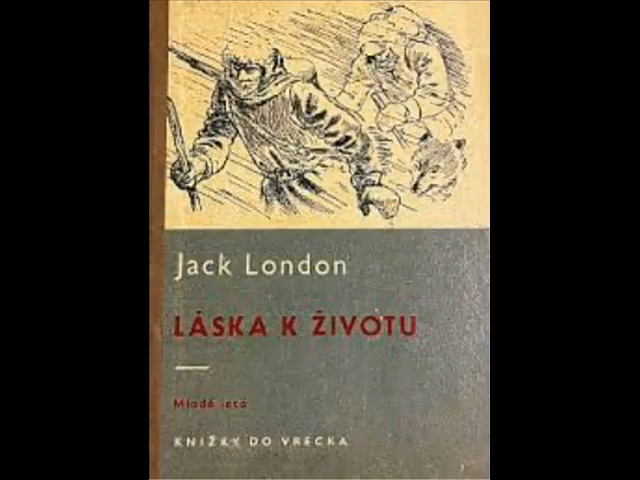 Jack London
LÁSKA K ŽIVOTU
Mladé letá
KNIŽKY DO VRECKA